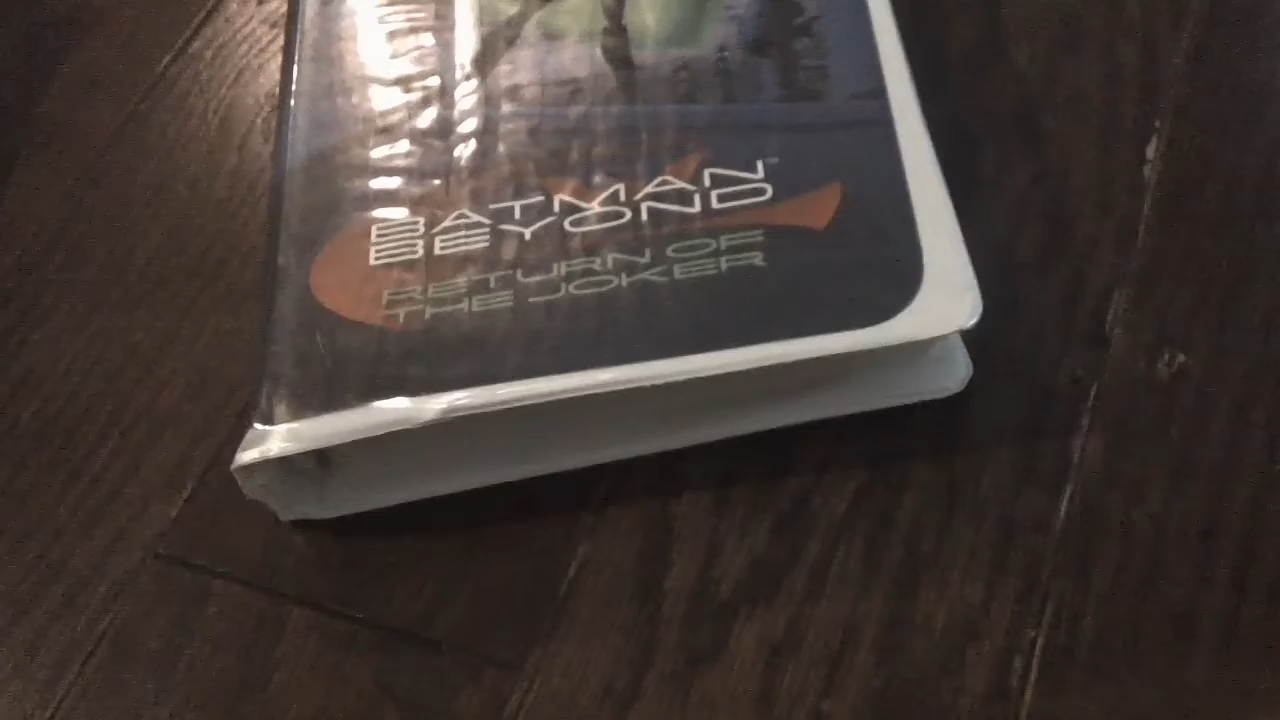 BATMAN™
BEYOND
RETURN OF
THE JOKER